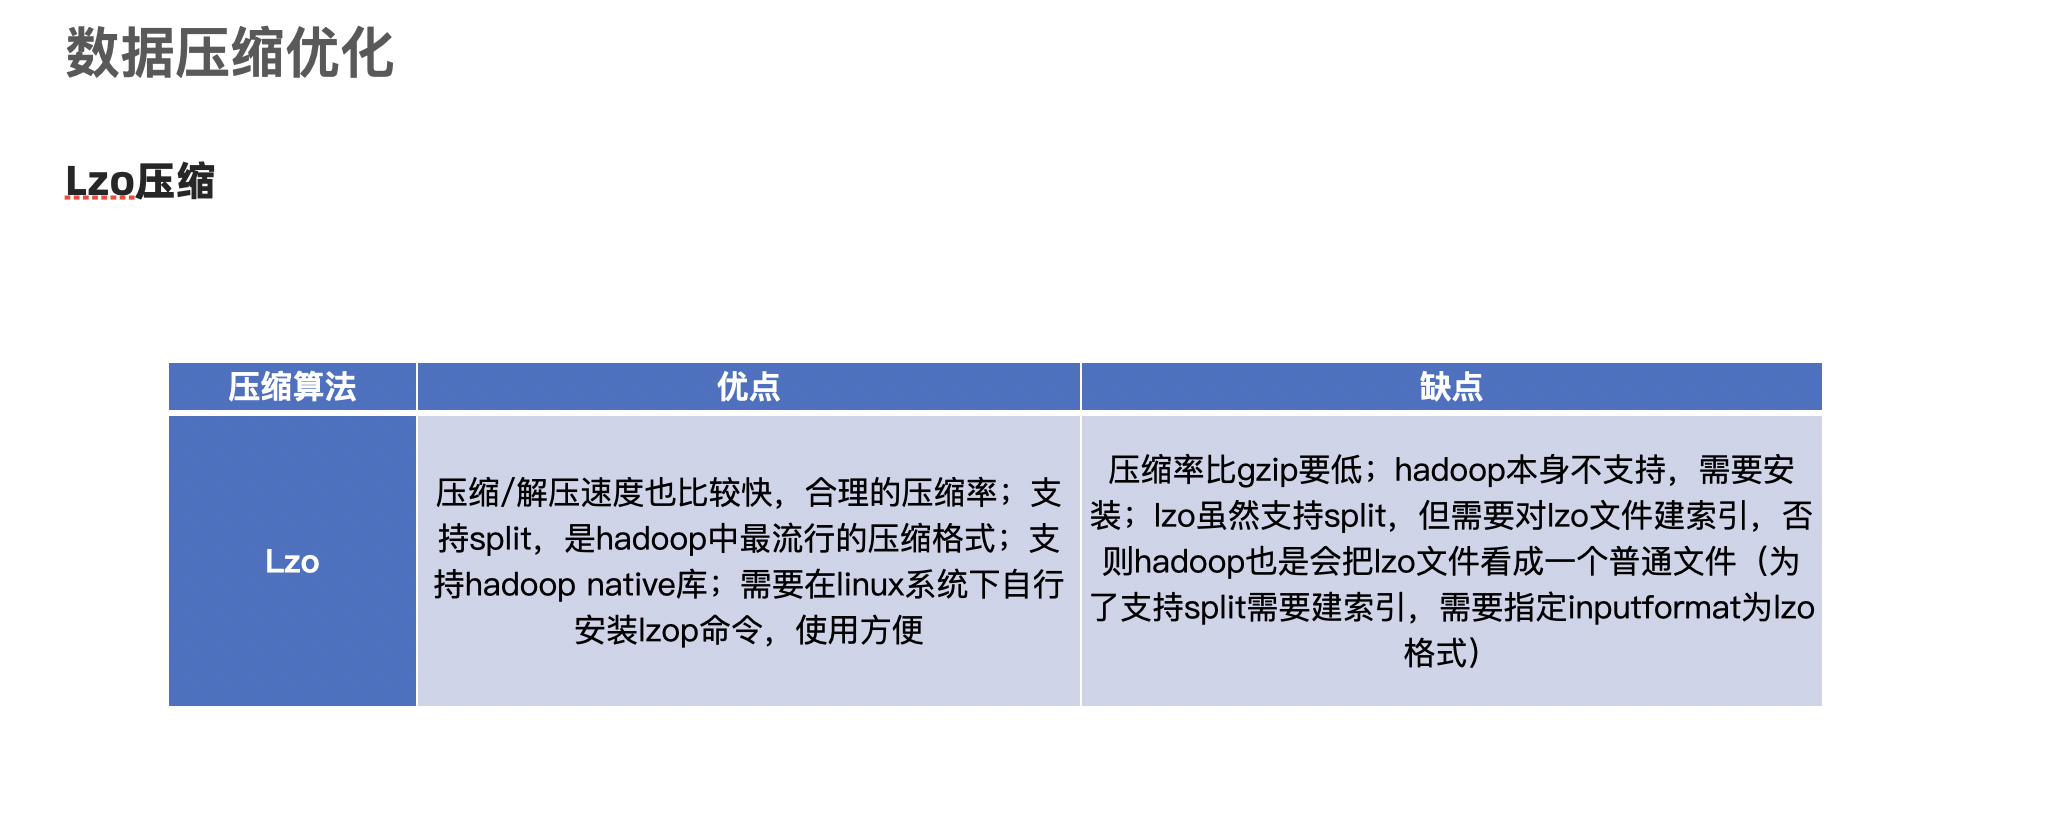 数据压缩优化
Lzo压缩
压缩算法
优点
缺点
Lzo
压缩/解压速度也比较快，合理的压缩率；支
持split，是hadoop中最流行的压缩格式；支
持hadoop native库；需要在linux系统下自行
安装lzop命令，使用方便
压缩率比gzip要低；hadoop本身不支持，需要安
装；lzo虽然支持split，但需要对lzo文件建索引，否
则hadoop也是会把lzo文件看成一个普通文件（为
了支持split需要建索引，需要指定inputformat为lzo
格式）